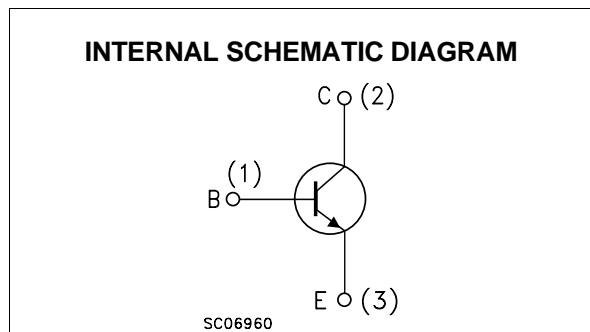 INTERNAL SCHEMATIC DIAGRAM
C (2)
(1)
B
E (3)
SC06960